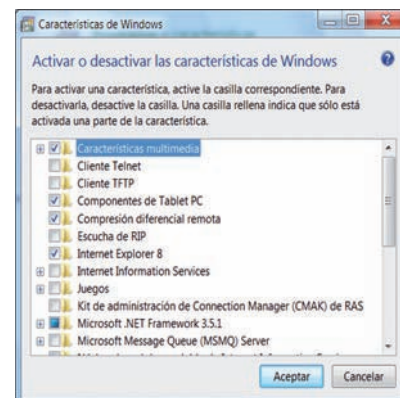 Características de Windows
Activar o desactivar las características de Windows
Para activar una característica, active la casilla correspondiente. Para
desactivarla, desactive la casilla. Una casilla rellena indica que sólo está
activada una parte de la característica.
Características multimedia
Cliente Telnet
Cliente TFTP
Componentes de Tablet PC
Compresión diferencial remota
Escucha de RIP
Internet Explorer 8
Internet Information Services
Juegos
Kit de administración de Connection Manager (CMAK) de RAS
Microsoft .NET Framework 3.5.1
Microsoft Message Queue (MSMQ) Server
Aceptar Cancelar